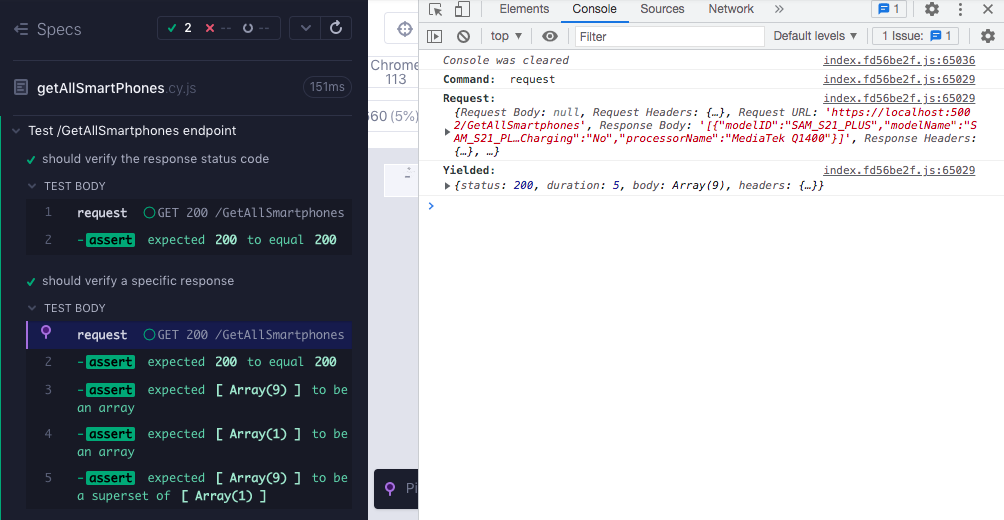 Specs
2 -- --
getAllSmartPhones cy.js
151ms
Test /GetAllSmartphones endpoint
should verify the response status code
TEST BODY
1 request GET 200 /GetAllSmartphones
2 -assert expected 200 to equal 200
should verify a specific response
TEST BODY
request GET 200 /GetAllSmartphones
2 -assert expected 200 to equal 200
3 -assert expected [ Array(9) ] to be
an array
4 -assert expected [ Array(1) ] to be
an array
5 -assert expected [ Array(9) ] to be
a superset of [ Array(1) ]
Chrome
113
660 (5%)
Pi
Elements Console Sources Network » 1
top ▼ Filter Default levels ▼ 1 Issue: 1
Console was cleared index.fd56be2f.js:65036
Command: request index.fd56be2f.js:65029
Request: index.fd56be2f.js:65029
{Request Body: null, Request Headers: {…}, Request URL: 'https://localhost:500
2/GetAllSmartphones', Response Body: '[{"modelID":"SAM_S21_PLUS","modelName":"S
AM_S21_PL…Charging":"No","processorName":"MediaTek Q1400"}]', Response Headers:
{…}, …}
Yielded: index.fd56be2f.js:65029
{status: 200, duration: 5, body: Array(9), headers: {…}}